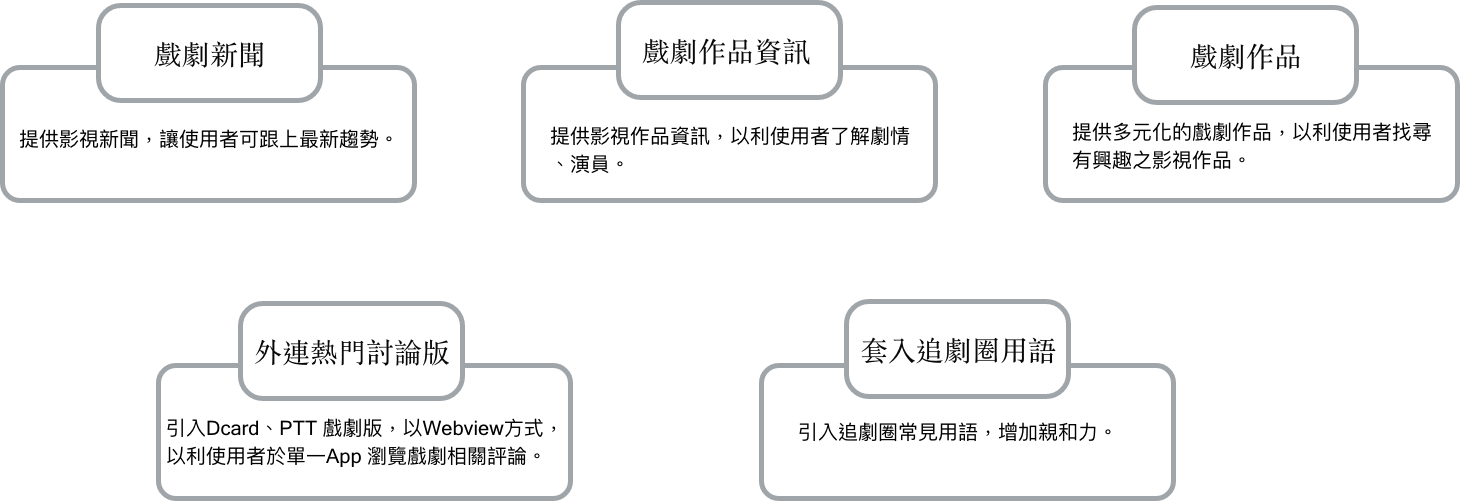 戲劇新聞
提供影視新聞，讓使用者可跟上最新趨勢。
戲劇作品資訊
提供影視作品資訊，以利使用者了解劇情
、演員。
戲劇作品
提供多元化的戲劇作品，以利使用者找尋
有興趣之影視作品。
外連熱門討論版
引入Dcard、PTT 戲劇版，以Webview方式，
以利使用者於單一App 瀏覽戲劇相關評論。
套入追劇圈用語
引入追劇圈常見用語，增加親和力。